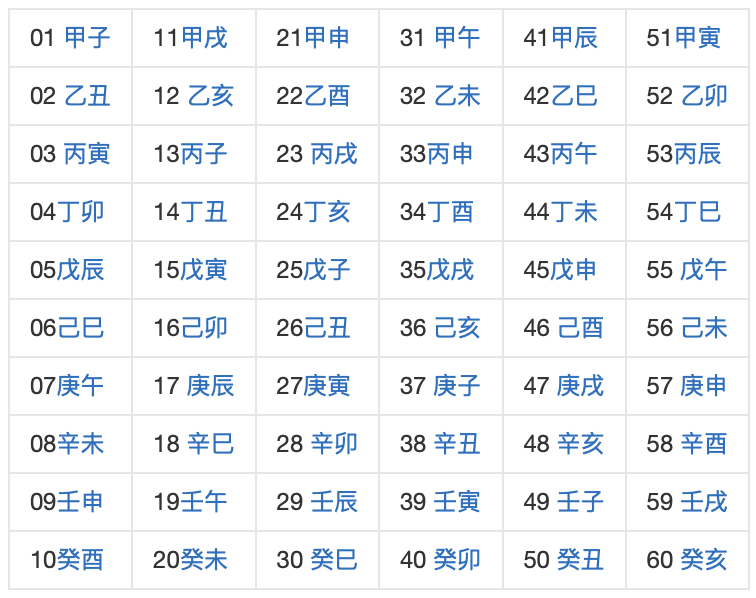 01 甲子 11甲戌 21甲申 31 甲午 41甲辰 51甲寅
02 乙丑 12 乙亥 22乙酉 32 乙未 42乙巳 52 乙卯
03 丙寅 13丙子 23 丙戌 33丙申 43丙午 53丙辰
04丁卯 14丁丑 24丁亥 34丁酉 44丁未 54丁巳
05戊辰 15戊寅 25戊子 35戊戌 45戊申 55 戊午
06己巳 16己卯 26己丑 36 己亥 46 己酉 56 己未
07庚午 17 庚辰 27庚寅 37 庚子 47 庚戌 57 庚申
08辛未 18 辛巳 28 辛卯 38 辛丑 48 辛亥 58 辛酉
09壬申 19壬午 29 壬辰 39 壬寅 49 壬子 59 壬戌
10癸酉 20癸未 30 癸巳 40 癸卯 50 癸丑 60 癸亥